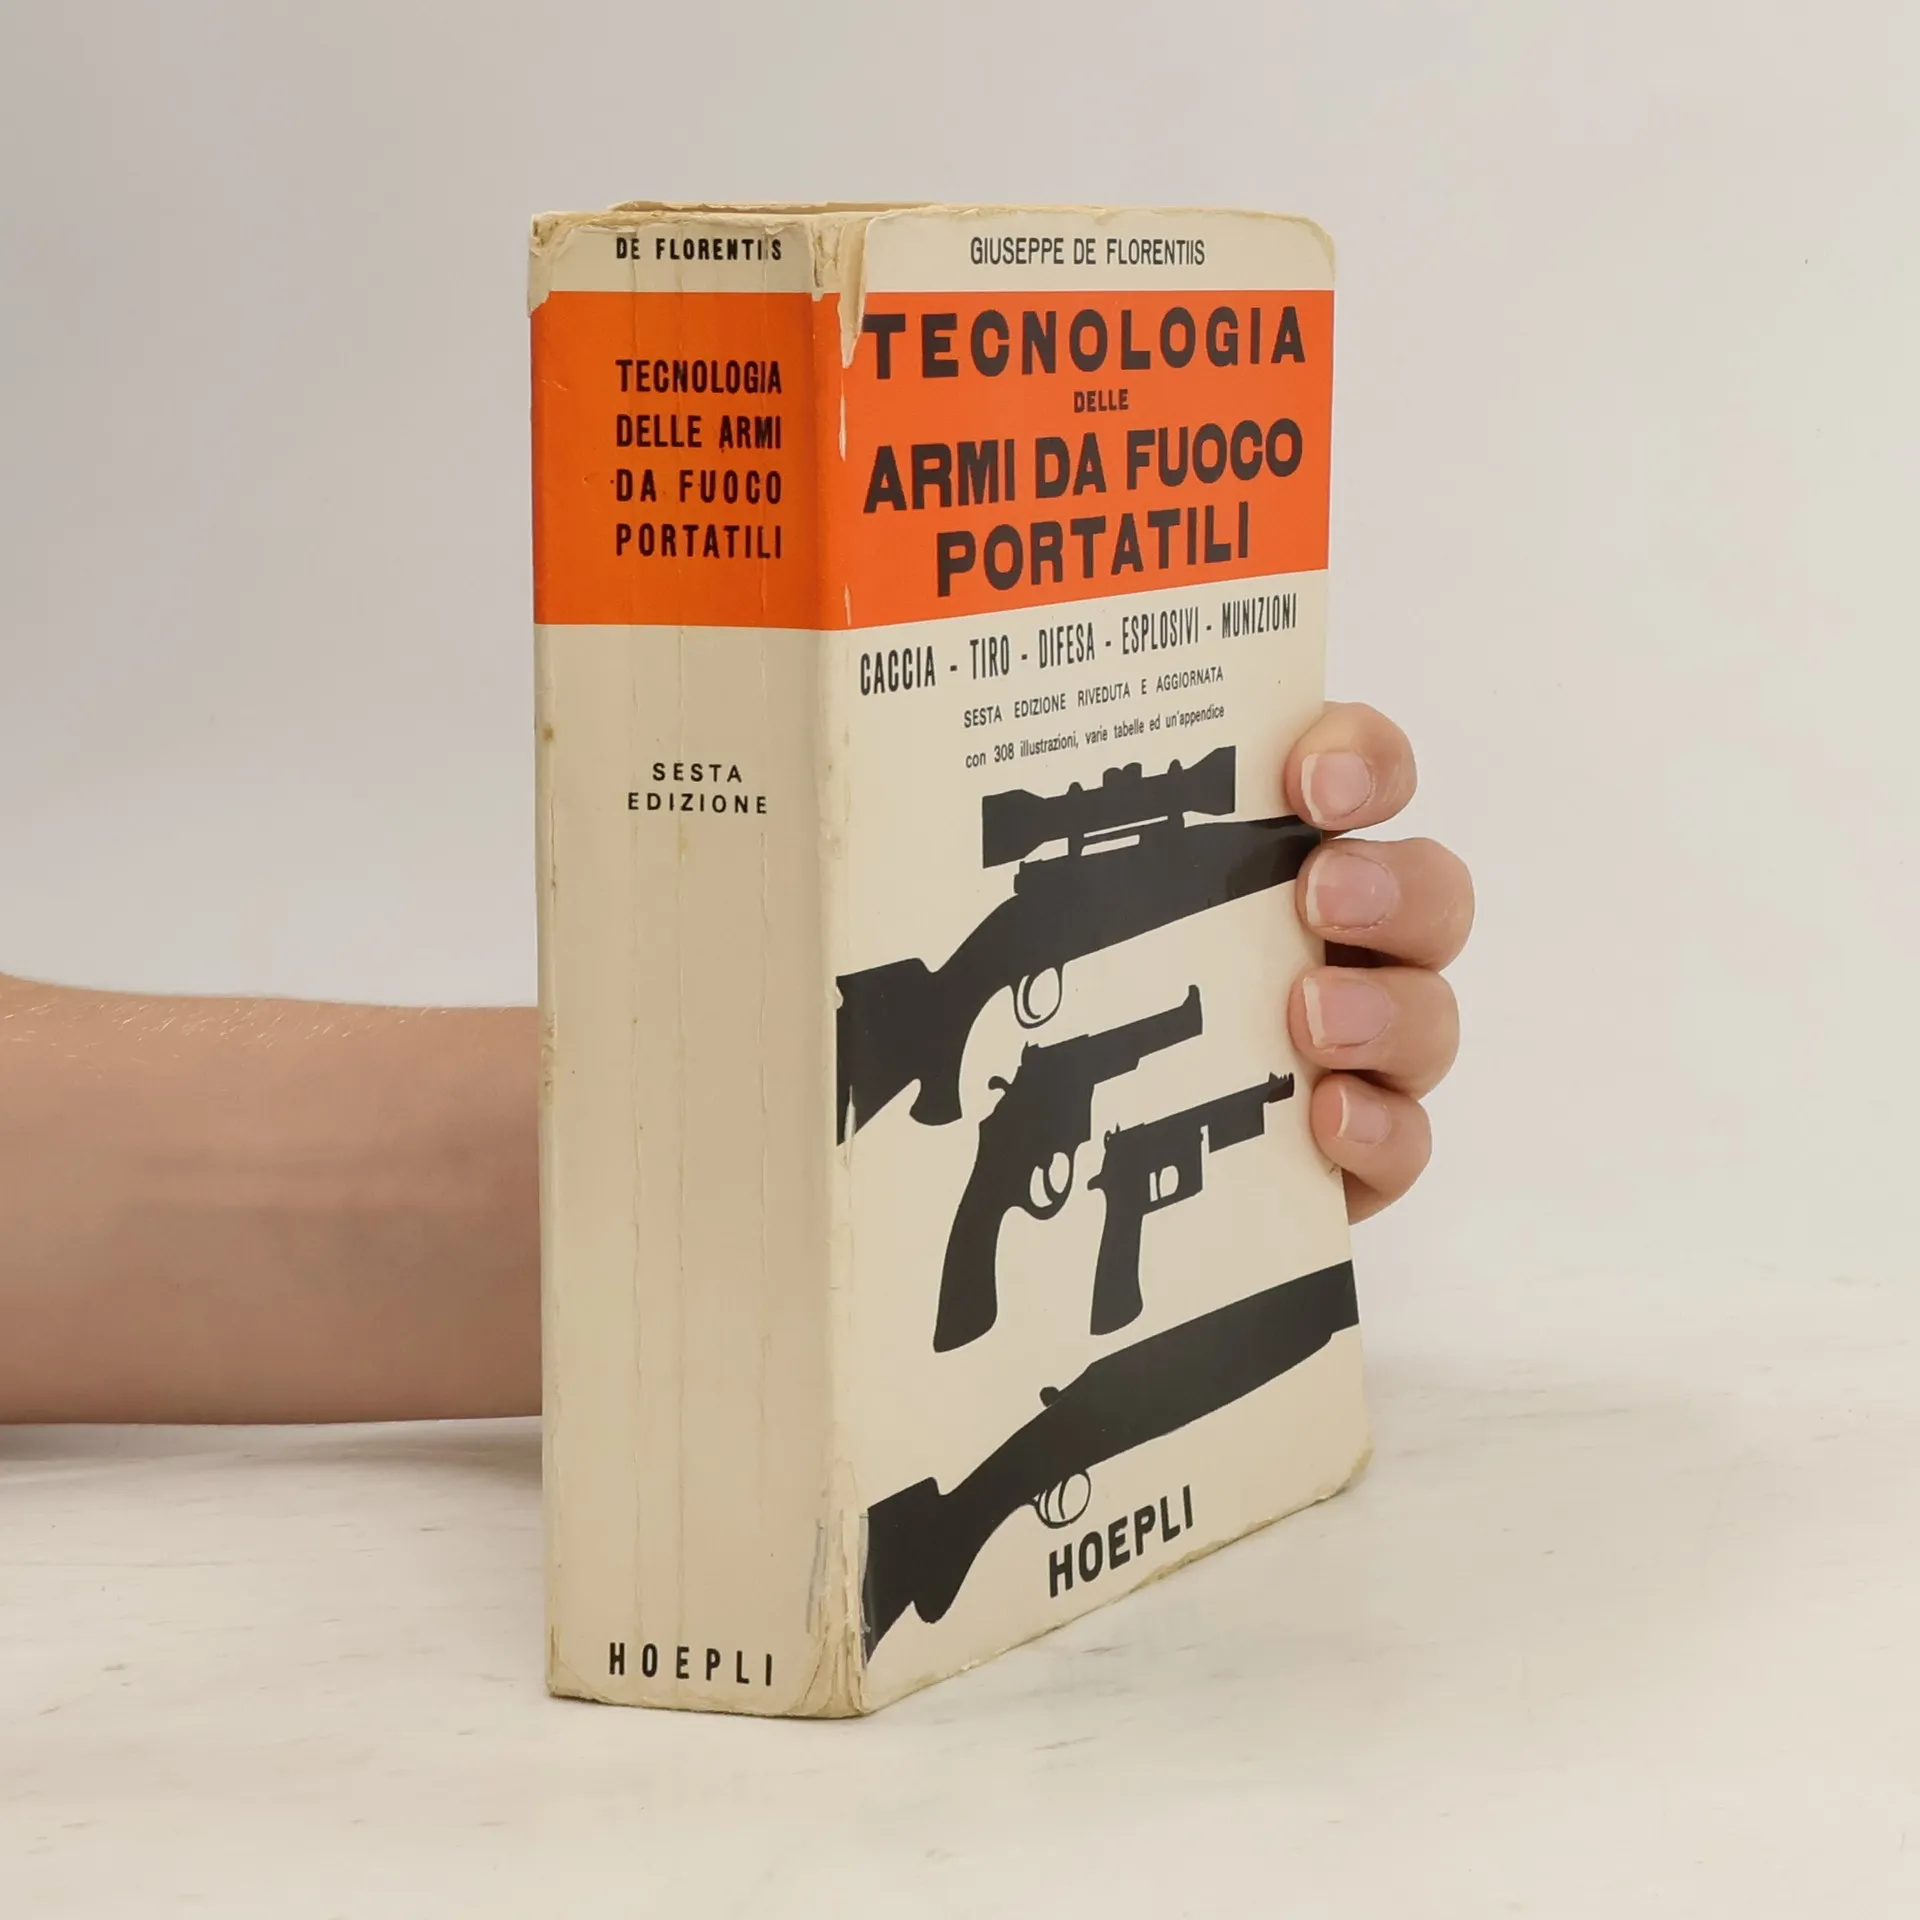 DE FLORENTIIS
TECNOLOGIA
DELLE ARMI
DA FUOCO
PORTATILI
SESTA
EDIZIONE
HOEPLI
GIUSEPPE DE FLORENTIIS
TECNOLOGIA
DELLE
ARMI DA FUOCO
PORTATILI
CACCIA - TIRO - DIFESA - ESPLOSIVI - MUNIZIONI
SESTA EDIZIONE RIVEDUTA E AGGIORNATA
con 308 illustrazioni, varie tabelle ed un'appendice
HOEPLI